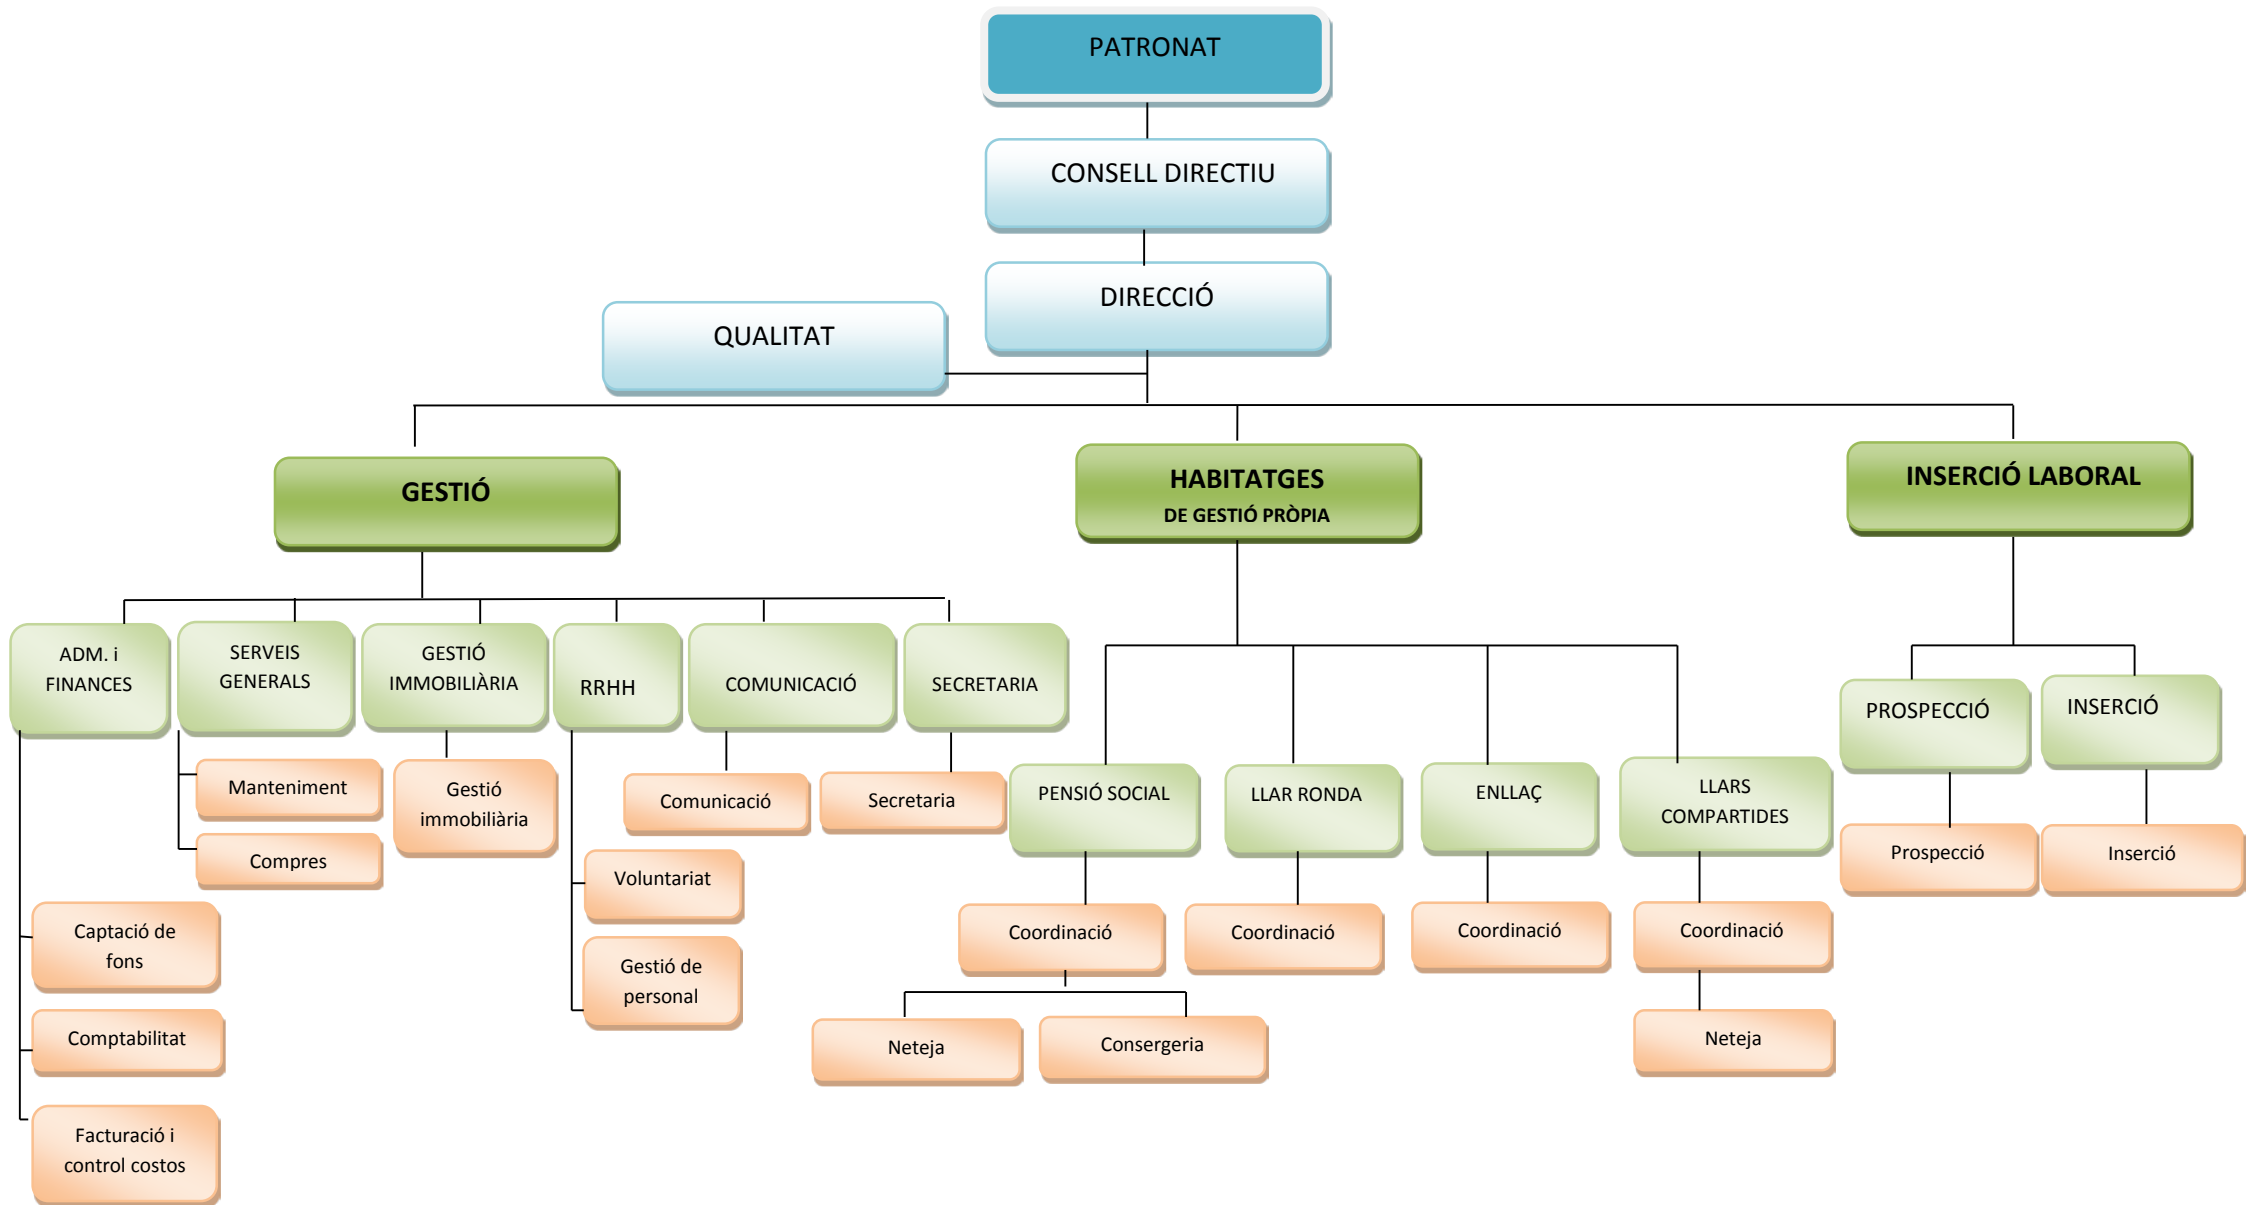 PATRONAT
CONSELL DIRECTIU
DIRECCIÓ
QUALITAT
GESTIÓ
HABITATGES
DE GESTIÓ PRÒPIA
INSERCIÓ LABORAL
ADM. i
FINANCES
SERVEIS
GENERALS
GESTIÓ
IMMOBILIÀRIA
RRHH
COMUNICACIÓ
SECRETARIA
PROSPECCIÓ
INSERCIÓ
Manteniment
Compres
Gestió
immobiliària
Comunicació
Secretaria
PENSIÓ SOCIAL
LLAR RONDA
ENLLAÇ
LLARS
COMPARTIDES
Prospecció
Inserció
Voluntariat
Gestió de
personal
Captació de
fons
Comptabilitat
Facturació i
control costos
Coordinació
Coordinació
Coordinació
Coordinació
Neteja
Consergeria
Neteja